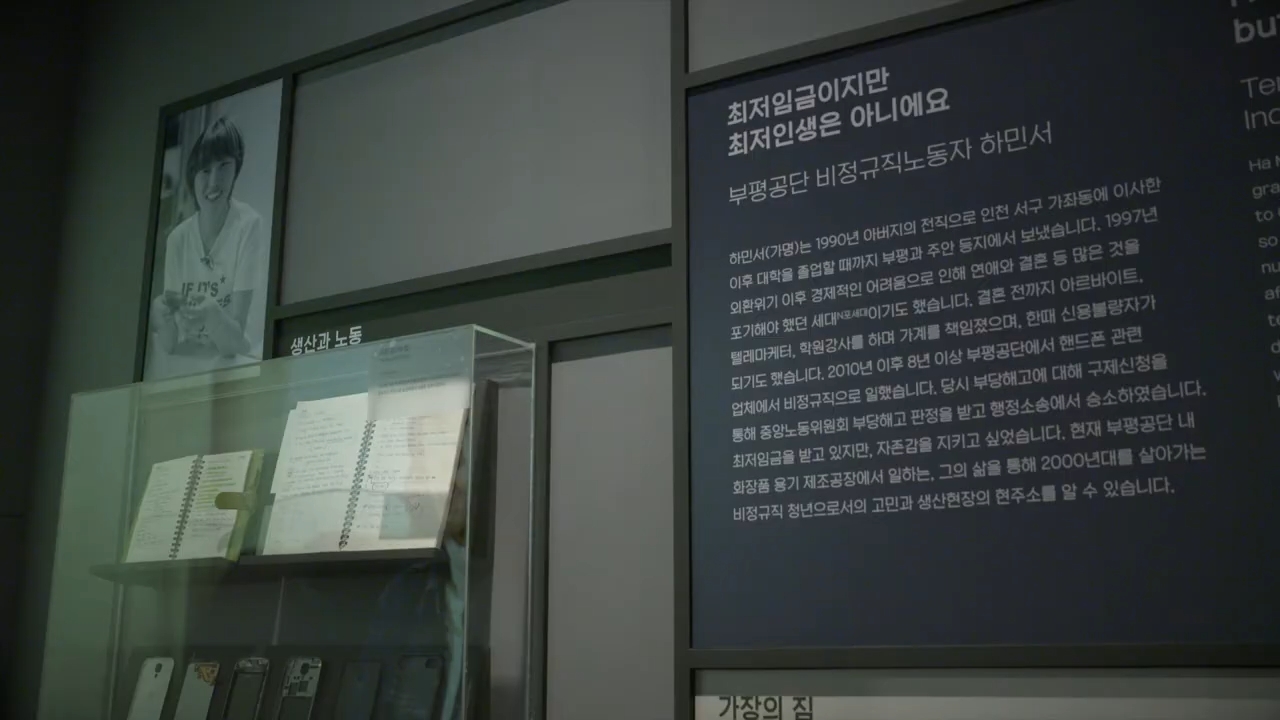 최저임금이지만
최저인생은 아니에요
부평공단 비정규직노동자 하민서
하민서(가명)는 1990년 아버지의 전직으로 인천 서구 가좌동에 이사한
이후 대학을 졸업할 때까지 부평과 주안 등지에서 보냈습니다. 1997년
외환위기 이후 경제적인 어려움으로 인해 연애와 결혼 등 많은 것을
포기해야 했던 세대N포세대이기도 했습니다. 결혼 전까지 아르바이트,
텔레마케터, 학원강사를 하며 가계를 책임졌으며, 한때 신용불량자가
되기도 했습니다. 2010년 이후 8년 이상 부평공단에서 핸드폰 관련
업체에서 비정규직으로 일했습니다. 당시 부당해고에 대해 구제신청을
통해 중앙노동위원회 부당해고 판정을 받고 행정소송에서 승소하였습니다.
최저임금을 받고 있지만, 자존감을 지키고 싶었습니다. 현재 부평공단 내
화장품 용기 제조공장에서 일하는, 그의 삶을 통해 2000년대를 살아가는
비정규직 청년으로서의 고민과 생산현장의 현주소를 알 수 있습니다.
생산과 노동
IF IT'S
가장의 짐
bu
Te
Inc
Ha
gra
to
so
nu
af